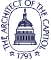 THE ARCHITECT OF THE CAPITOL
1793